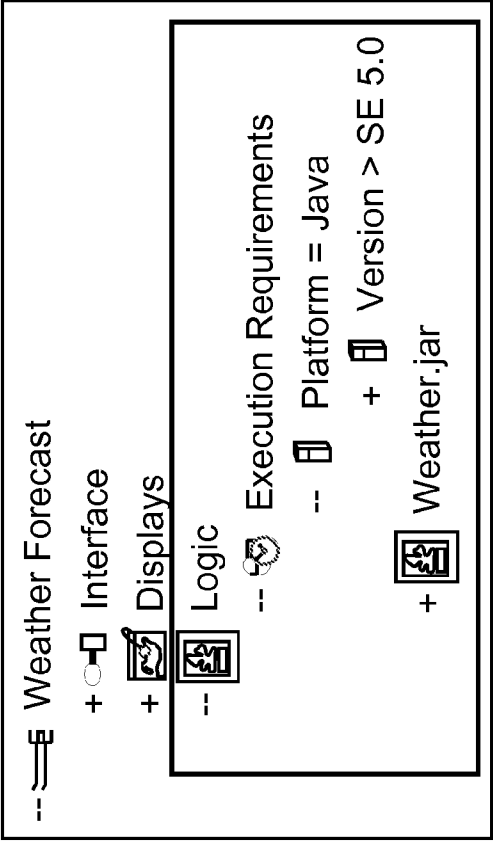 -- Weather Forecast
+ Interface
+ Displays
-- Logic
-- Execution Requirements
-- Platform = Java
+ Version > SE 5.0
+ Weather.jar